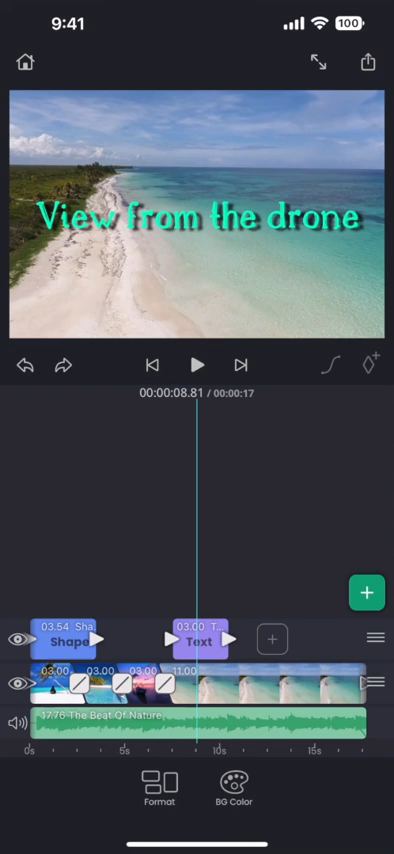 9:41
100
View from the drone
00:00:08.81 / 00:00:17
03.54 Sha
Shape
03.00 T...
Text
03.00
03.00
03.00
11.00
17.76 The Beat Of Nature
0s
5s
10s
15s
Format
BG Color